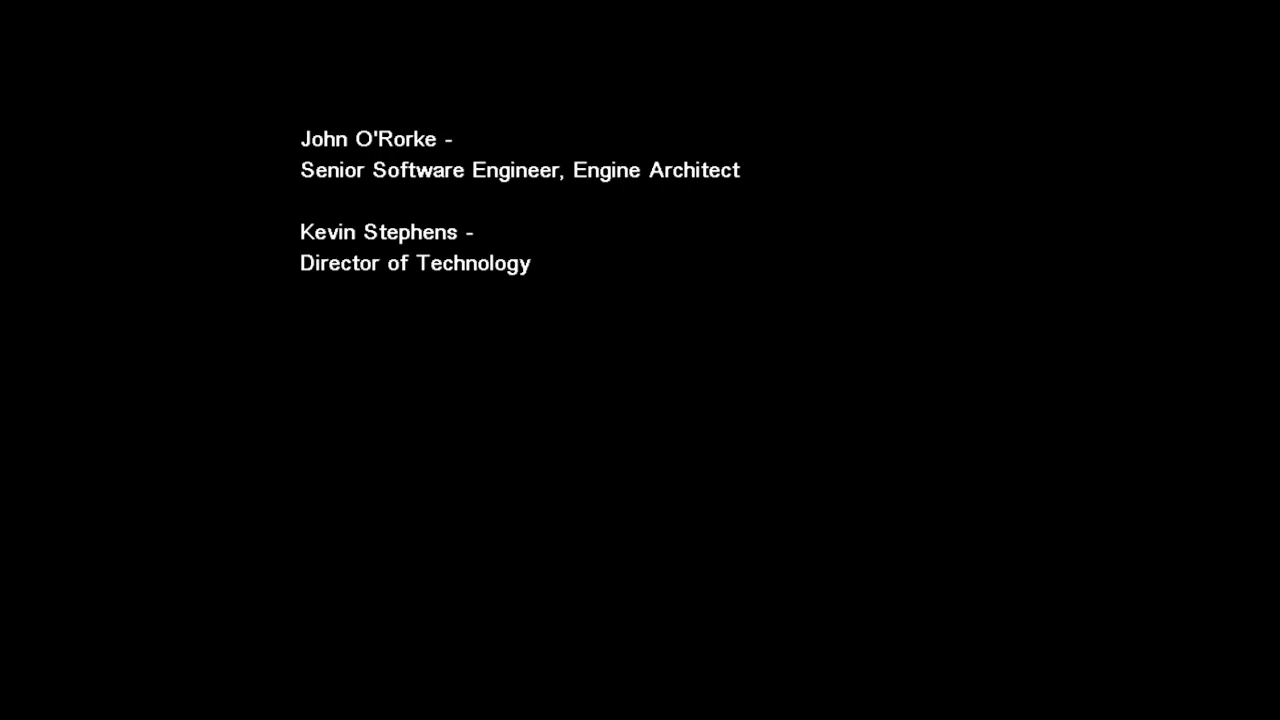 John O'Rorke -
Senior Software Engineer, Engine Architect
Kevin Stephens -
Director of Technology